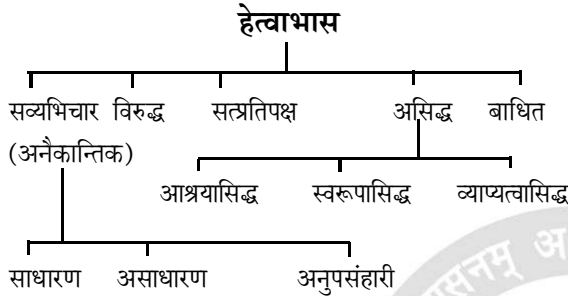 हेत्वाभास
सव्यभिचार विरुद्ध सत्प्रतिपक्ष असिद्ध बाधित
(अनैकान्तिक)
आश्रयासिद्ध स्वरूपासिद्ध व्याप्यत्वासिद्ध
साधारण असाधारण अनुपसंहारी